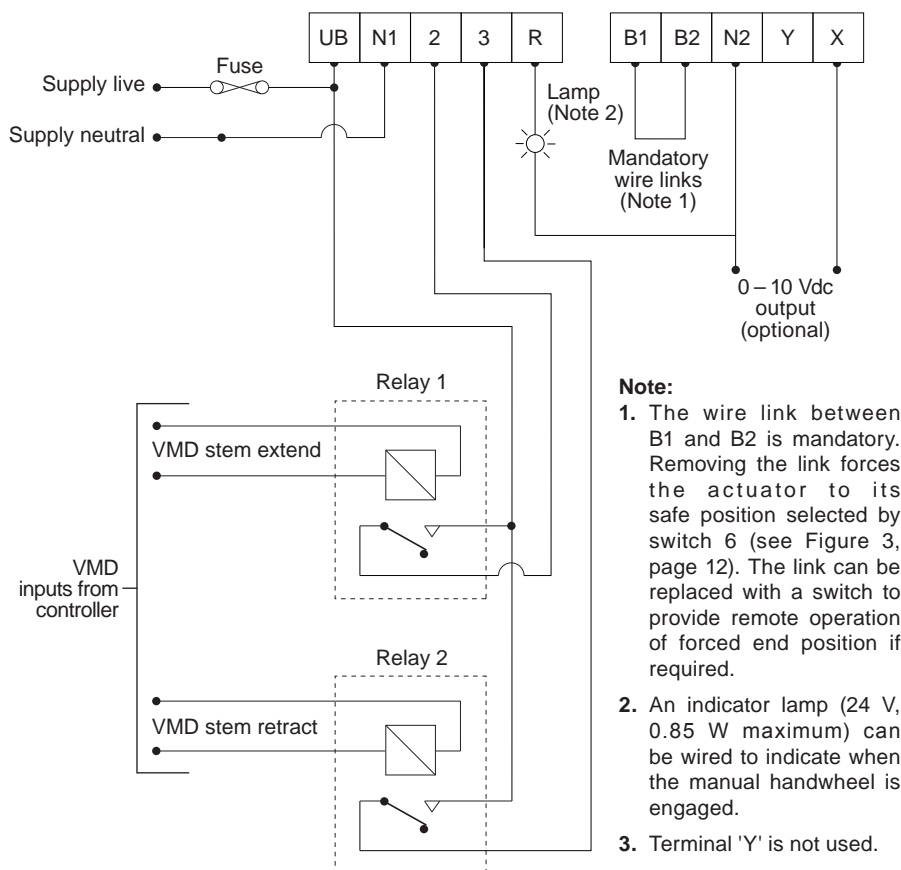 UB N1 2 3 R B1 B2 N2 Y X
Supply live
Fuse
Supply neutral
Lamp
(Note 2)
Mandatory
wire links
(Note 1)
0 – 10 Vdc
output
(optional)
Relay 1
VMD stem extend
VMD
inputs from
controller
Relay 2
VMD stem retract
Note:
1. The wire link between
B1 and B2 is mandatory.
Removing the link forces
the actuator to its
safe position selected by
switch 6 (see Figure 3,
page 12). The link can be
replaced with a switch to
provide remote operation
of forced end position if
required.
2. An indicator lamp (24 V,
0.85 W maximum) can
be wired to indicate when
the manual handwheel is
engaged.
3. Terminal 'Y' is not used.